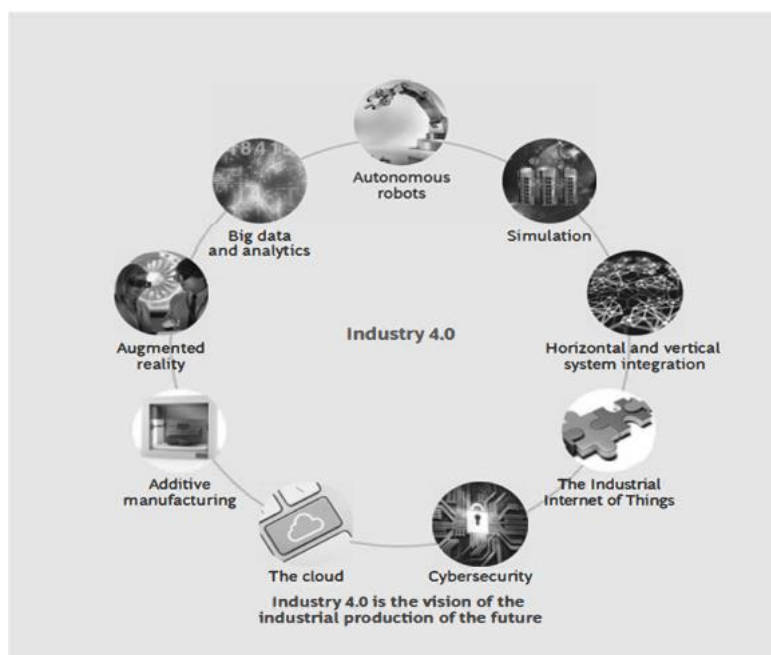 Autonomous
robots
Simulation
Horizontal and vertical
system integration
The Industrial
Internet of Things
Cybersecurity
The cloud
Additive
manufacturing
Augmented
reality
Big data
and analytics
Industry 4.0
Industry 4.0 is the vision of the
industrial production of the future